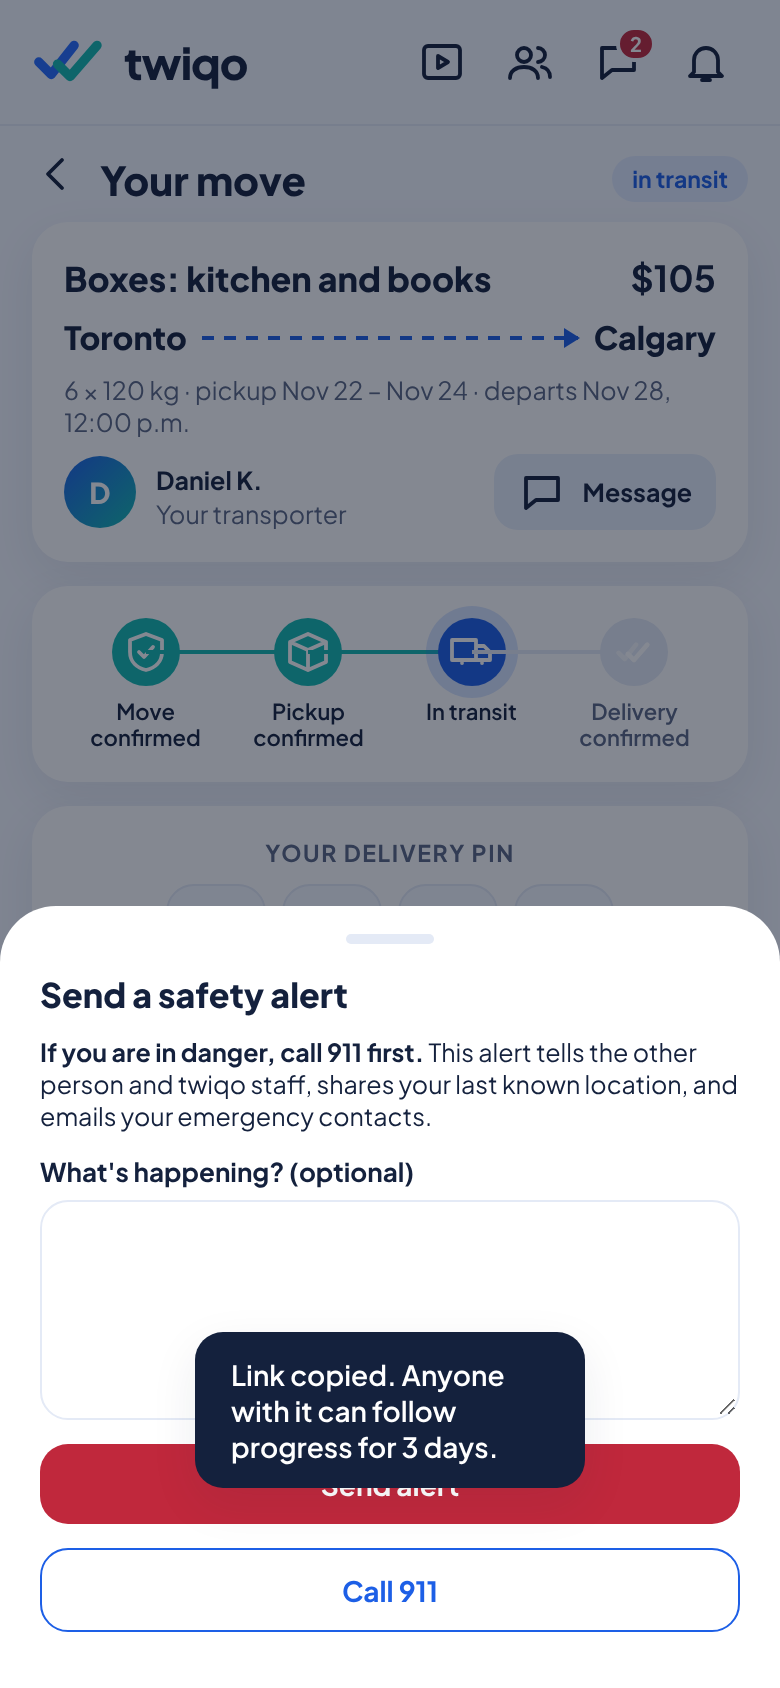 twiqo
2
Your move
in transit
Boxes: kitchen and books
$105
Toronto
Calgary
6 × 120 kg · pickup Nov 22 – Nov 24 · departs Nov 28,
12:00 p.m.
D
Daniel K.
Your transporter
Message
Move
confirmed
Pickup
confirmed
In transit
Delivery
confirmed
YOUR DELIVERY PIN
Send a safety alert
If you are in danger, call 911 first. This alert tells the other
person and twiqo staff, shares your last known location, and
emails your emergency contacts.
What's happening? (optional)
Link copied. Anyone
with it can follow
progress for 3 days.
Send alert
Call 911